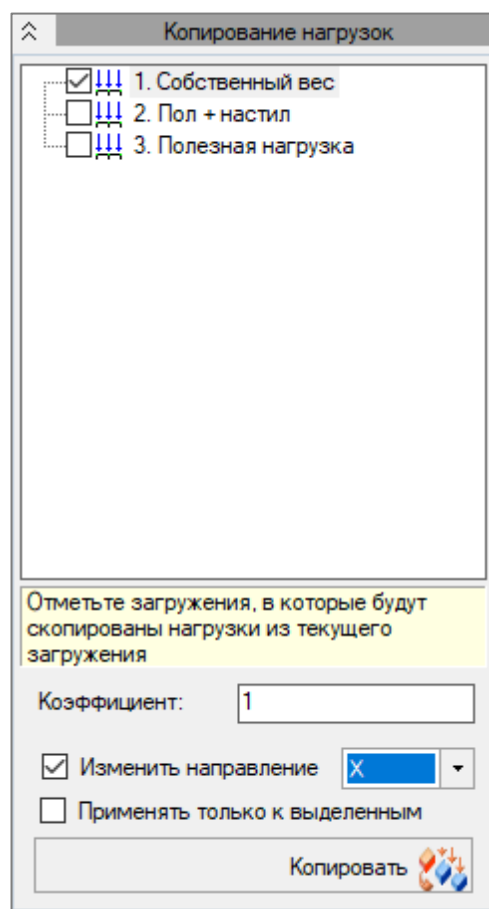 Копирование нагрузок
1. Собственный вес
2. Пол + настил
3. Полезная нагрузка
Отметьте загружения, в которые будут
скопированы нагрузки из текущего
загружения
Коэффициент: 1
Изменить направление X
Применять только к выделенным
Копировать